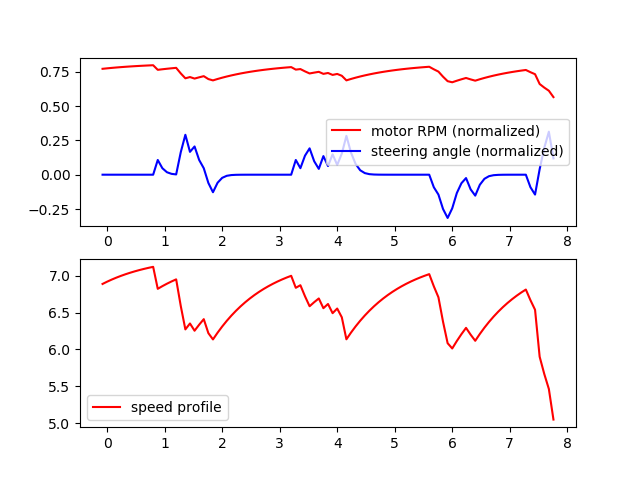 0.75
0.50
0.25
0.00
−0.25
motor RPM (normalized)
steering angle (normalized)
0 1 2 3 4 5 6 7 8
7.0
6.5
6.0
5.5
5.0
speed profile
0 1 2 3 4 5 6 7 8